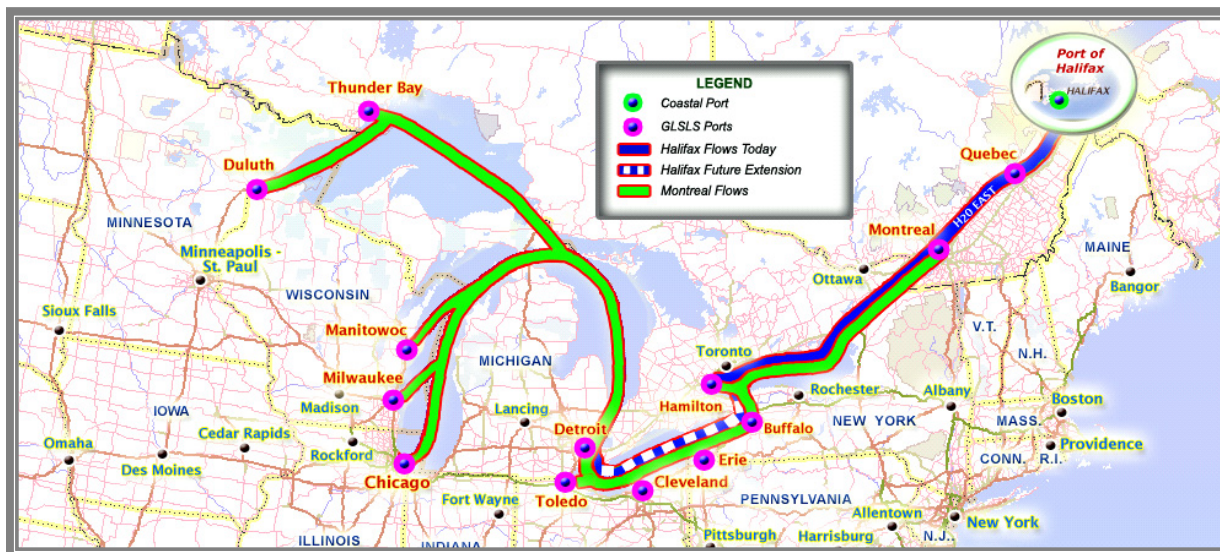 Port of
Halifax
HALIFAX
LEGEND
Coastal Port
GLSLS Ports
Halifax Flows Today
Halifax Future Extension
Montreal Flows
Thunder Bay
Duluth
Quebec
H20 EAST
MINNESOTA
Montreal
MAINE
Minneapolis -
St. Paul
Ottawa
Bangor
WISCONSIN
Sioux Falls
Manitowoc
V.T.
MICHIGAN
Toronto
N.H.
Milwaukee
Rochester
Albany
Boston
Madison
Lancing
Hamilton
IOWA
NEW YORK
MASS.
Cedar Rapids
Detroit
Buffalo
Omaha
Rockford
Providence
Des Moines
Erie
CONN.
R.I.
Chicago
Cleveland
Toledo
Fort Wayne
PENNSYLVANIA
Allentown
New York
ILLINOIS
INDIANA
Pittsburgh
Harrisburg
N.J.